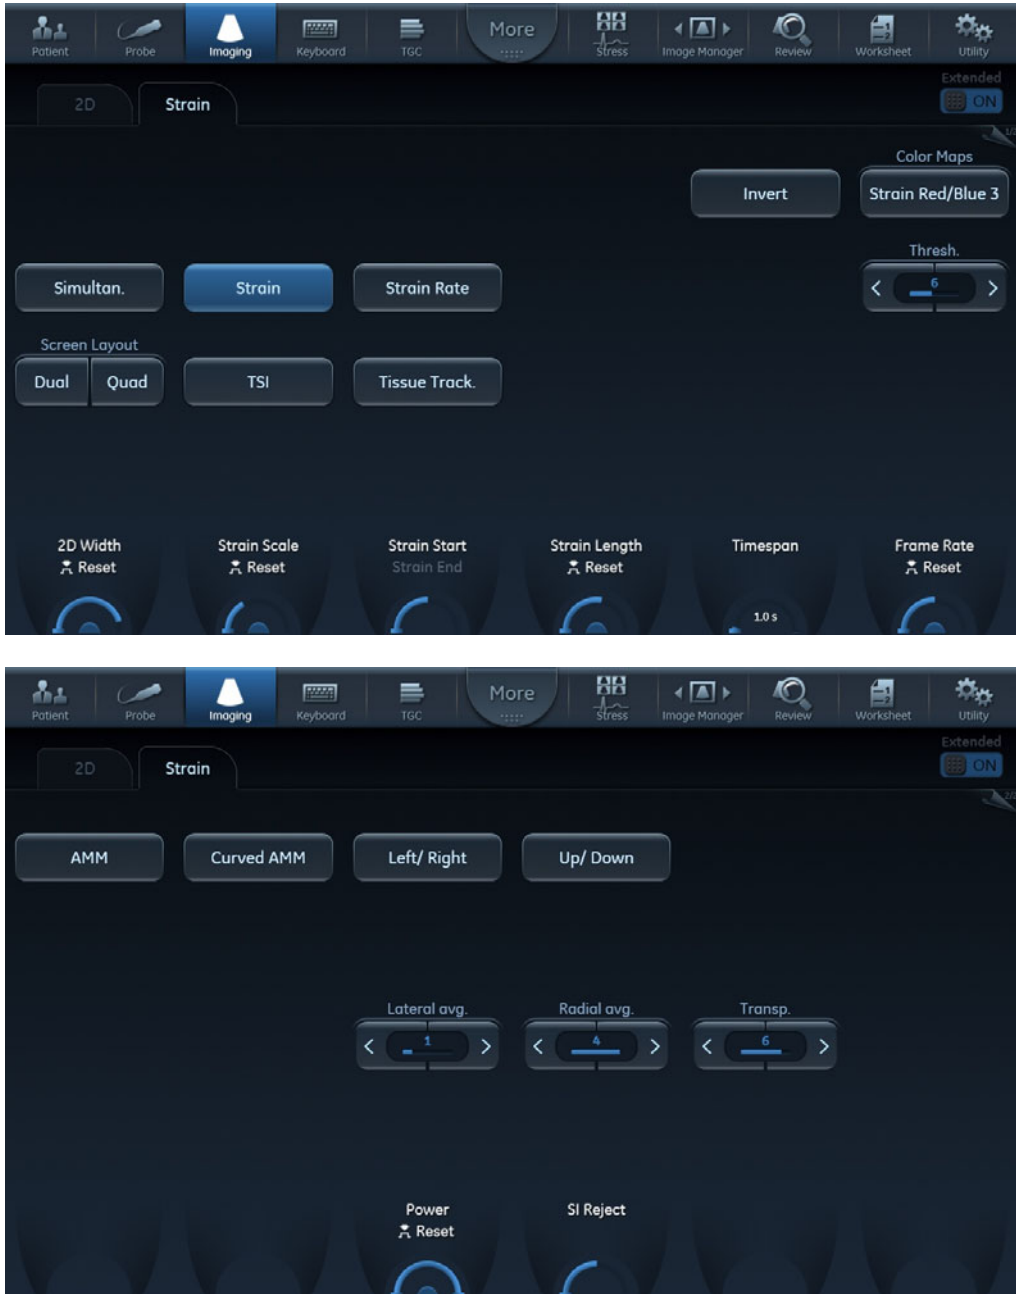 Patient Probe Imaging Keyboard TGC More Stress Image Manager Review Worksheet Utility
Extended
2D Strain ON
1/2
Color Maps
Invert Strain Red/Blue 3
Thresh.
Simultan. Strain Strain Rate 6
Screen Layout
Dual Quad TSI Tissue Track.
2D Width Strain Scale Strain Start Strain Length Timespan Frame Rate
Reset Reset Strain End Reset Reset
1.0 s
Patient Probe Imaging Keyboard TGC More Stress Image Manager Review Worksheet Utility
Extended
2D Strain ON
2/2
AMM Curved AMM Left/ Right Up/ Down
Lateral avg. Radial avg. Transp.
1 4 6
Power SI Reject
Reset